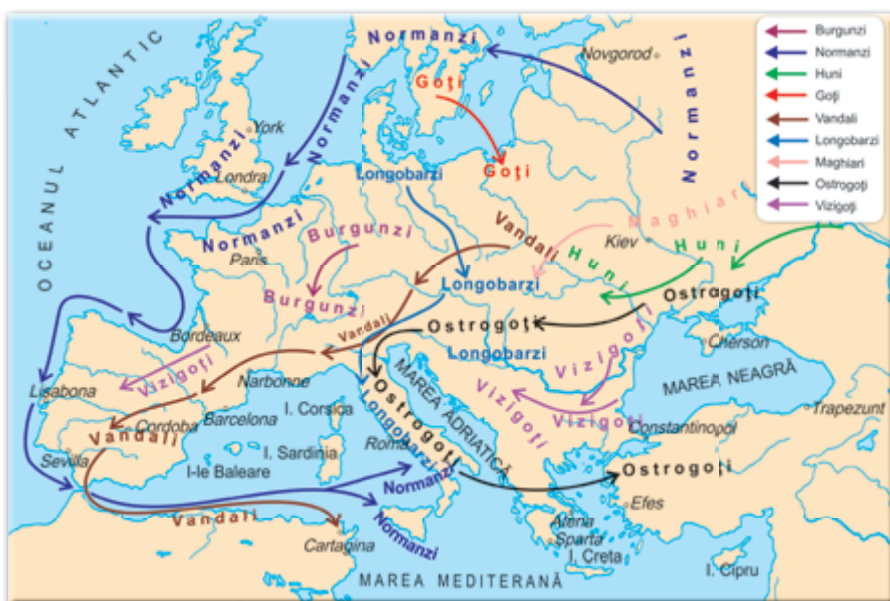 Burgunzi
Normanzi
Huni
Goți
Vandali
Longobarzi
Maghiari
Ostrogoți
Vizigoți
OCEANUL ATLANTIC
Normanzi
Novgorod
Goți
Normanzi
Normanzi
York
Londra
Normanzi
Longobarzi
Goți
Normanzi
Paris
Burgunzi
Vandali
Maghiari
Kiev
Huni
Huni
Burgunzi
Longobarzi
Ostrogoți
Vandali
Ostrogoți
Bordeaux
Vizigoți
Longobarzi
Vizigoți
Cherson
MAREA NEAGRĂ
Narbonne
MAREA ADRIATICĂ
Vizigoți
Vizigoți
Lisabona
Barcelona
I. Corsica
Ostrogoți
Longobarzi
Constantinopol
Trapezunt
Vandali
Cordoba
Roma
I. Sardinia
Sevilla
I-le Baleare
Normanzi
Ostrogoți
Efes
Vandali
Normanzi
Atena
Sparta
Cartagina
I. Creta
I. Cipru
MAREA MEDITERANĂ